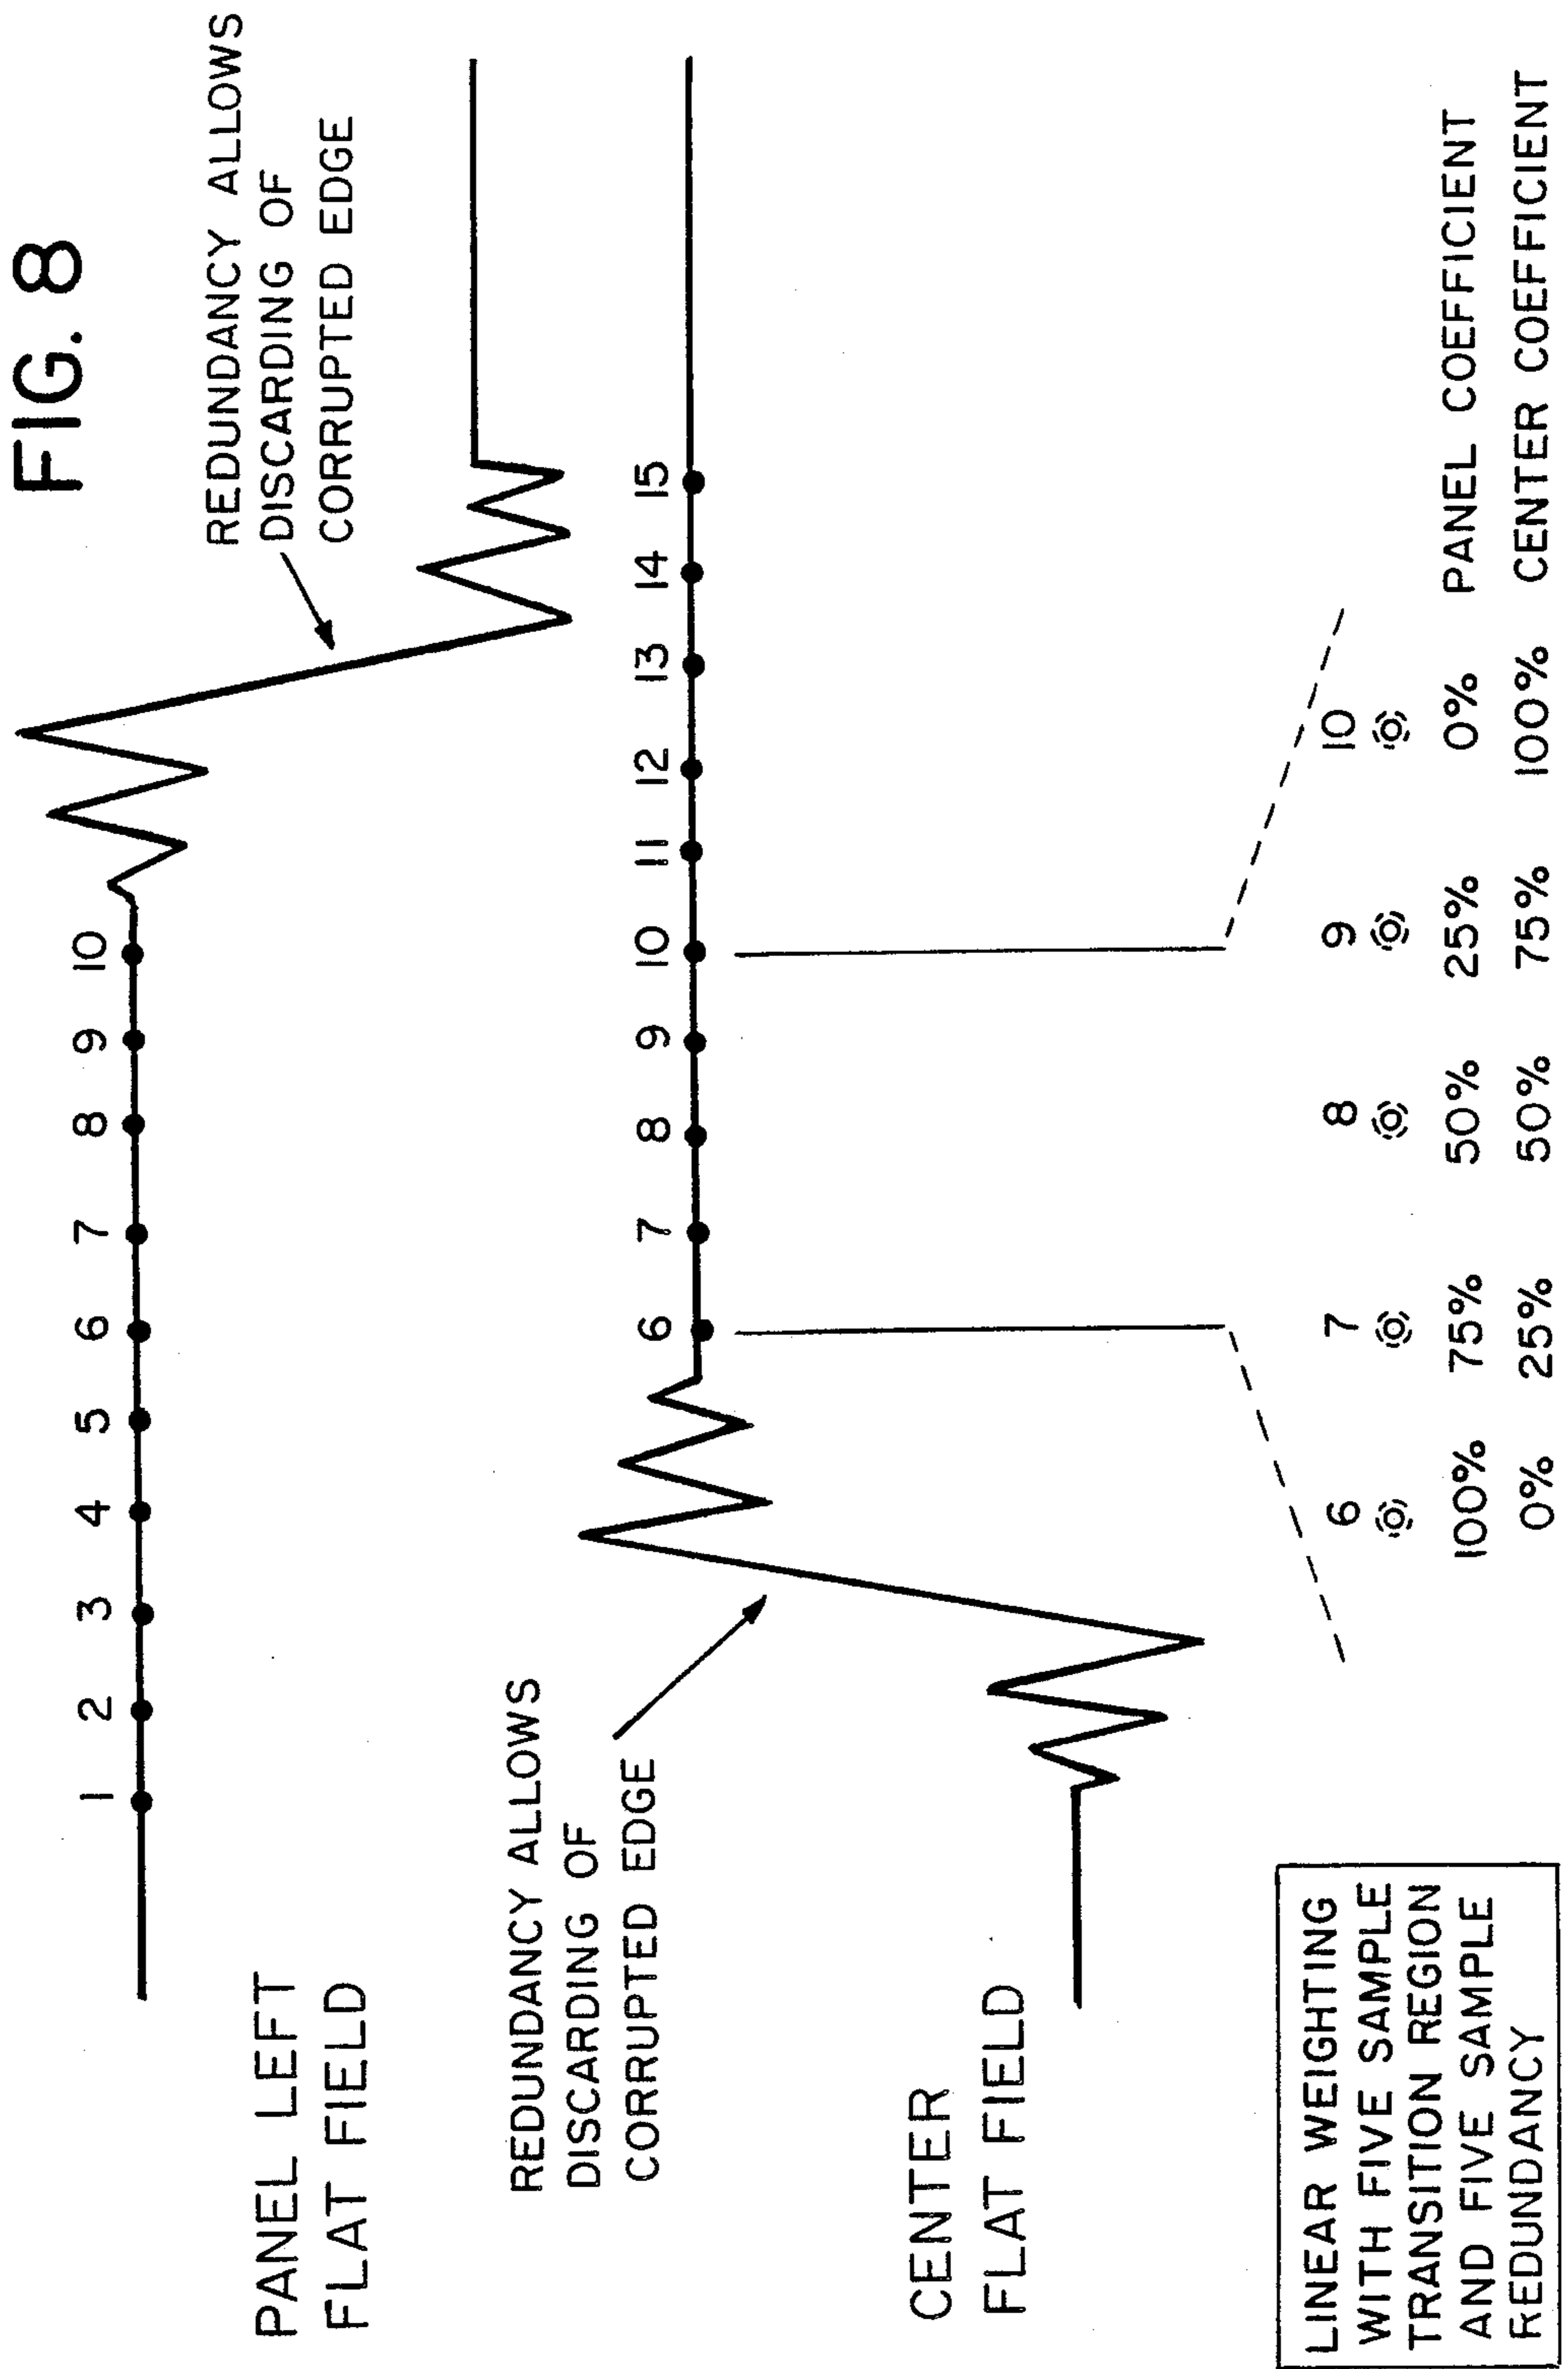 FIG. 8
REDUNDANCY ALLOWS
DISCARDING OF
CORRUPTED EDGE
1 2 3 4 5 6 7 8 9 10
PANEL LEFT
FLAT FIELD
REDUNDANCY ALLOWS
DISCARDING OF
CORRUPTED EDGE
6 7 8 9 10 11 12 13 14 15
CENTER
FLAT FIELD
6 7 8 9 10
100% 75% 50% 25% 0% PANEL COEFFICIENT
0% 25% 50% 75% 100% CENTER COEFFICIENT
LINEAR WEIGHTING
WITH FIVE SAMPLE
TRANSITION REGION
AND FIVE SAMPLE
REDUNDANCY